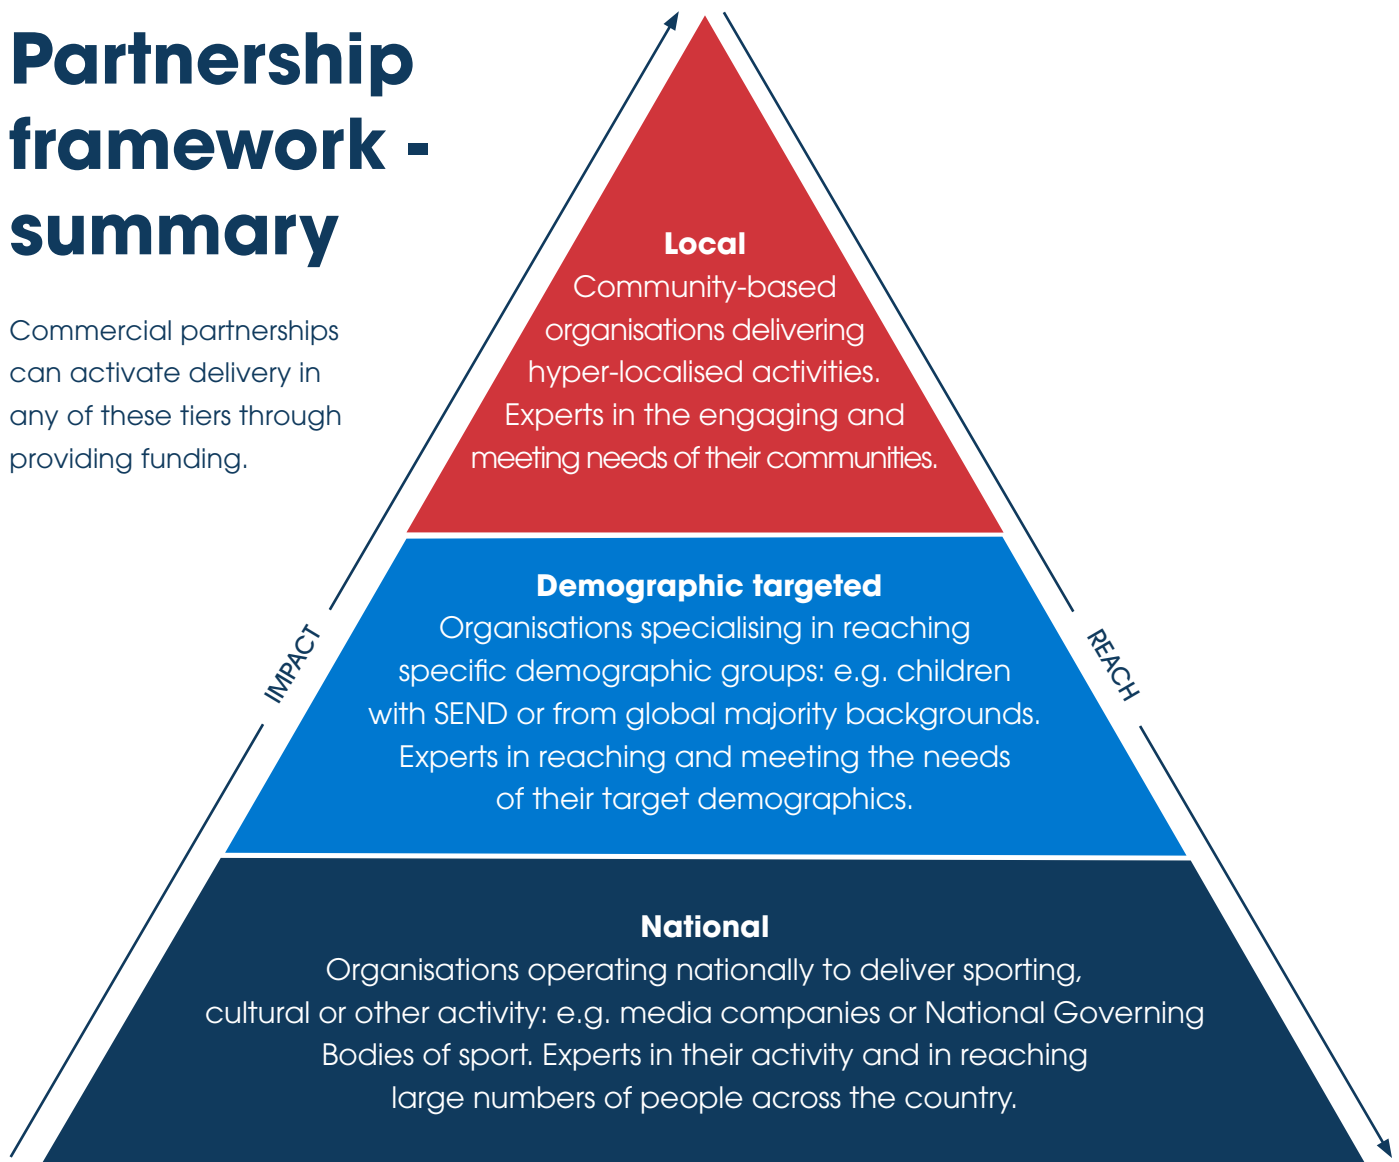 Partnership
framework -
summary
Commercial partnerships
can activate delivery in
any of these tiers through
providing funding.
Local
Community-based
organisations delivering
hyper-localised activities.
Experts in the engaging and
meeting needs of their communities.
Demographic targeted
Organisations specialising in reaching
specific demographic groups: e.g. children
with SEND or from global majority backgrounds.
Experts in reaching and meeting the needs
of their target demographics.
National
Organisations operating nationally to deliver sporting,
cultural or other activity: e.g. media companies or National Governing
Bodies of sport. Experts in their activity and in reaching
large numbers of people across the country.
IMPACT
REACH